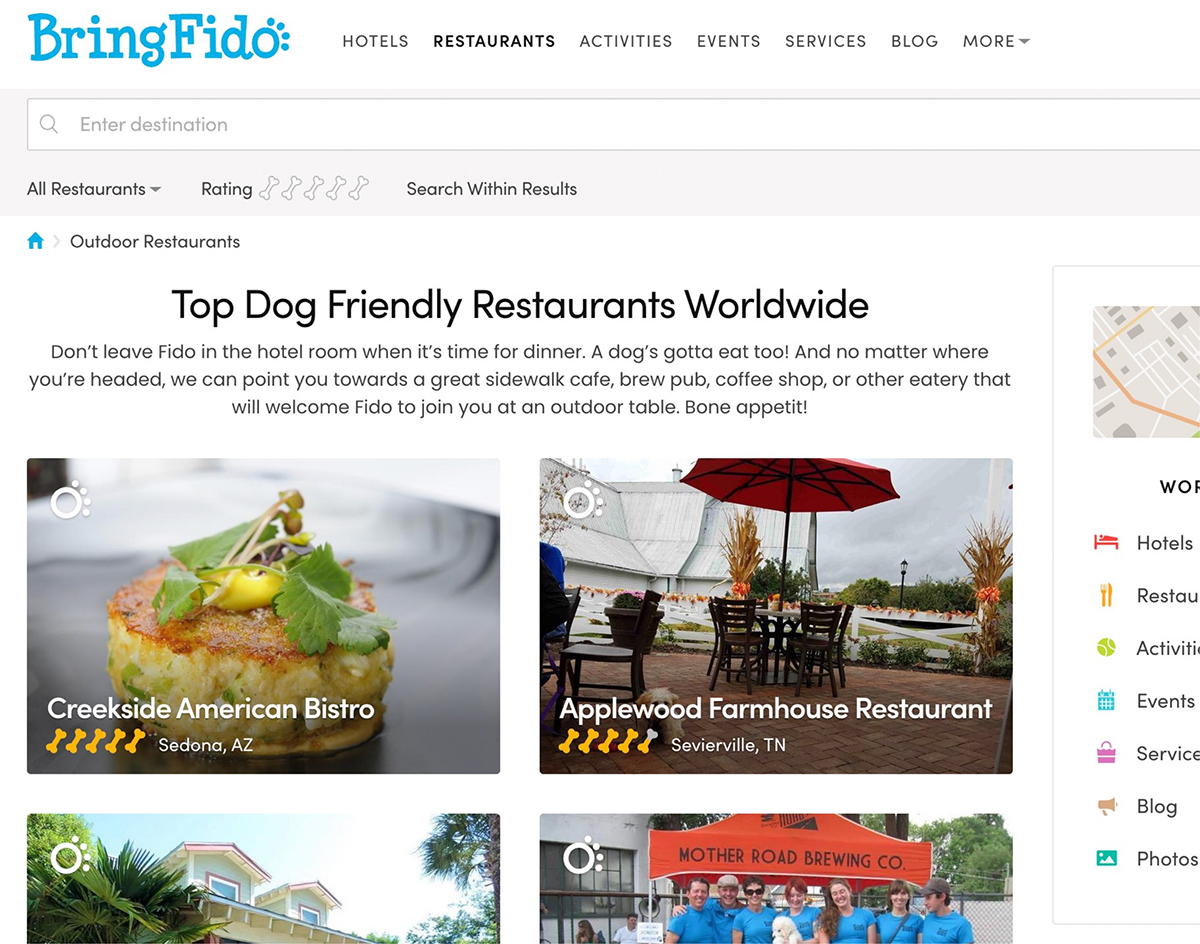 BringFido
HOTELS RESTAURANTS ACTIVITIES EVENTS SERVICES BLOG MORE
Enter destination
All Restaurants Rating Search Within Results
Outdoor Restaurants
Top Dog Friendly Restaurants Worldwide
Don’t leave Fido in the hotel room when it’s time for dinner. A dog’s gotta eat too! And no matter where
you’re headed, we can point you towards a great sidewalk cafe, brew pub, coffee shop, or other eatery that
will welcome Fido to join you at an outdoor table. Bone appetit!
Creekside American Bistro
Sedona, AZ
Applewood Farmhouse Restaurant
Sevierville, TN
MOTHER ROAD BREWING CO.
WOR
Hotels
Restau
Activiti
Events
Service
Blog
Photos